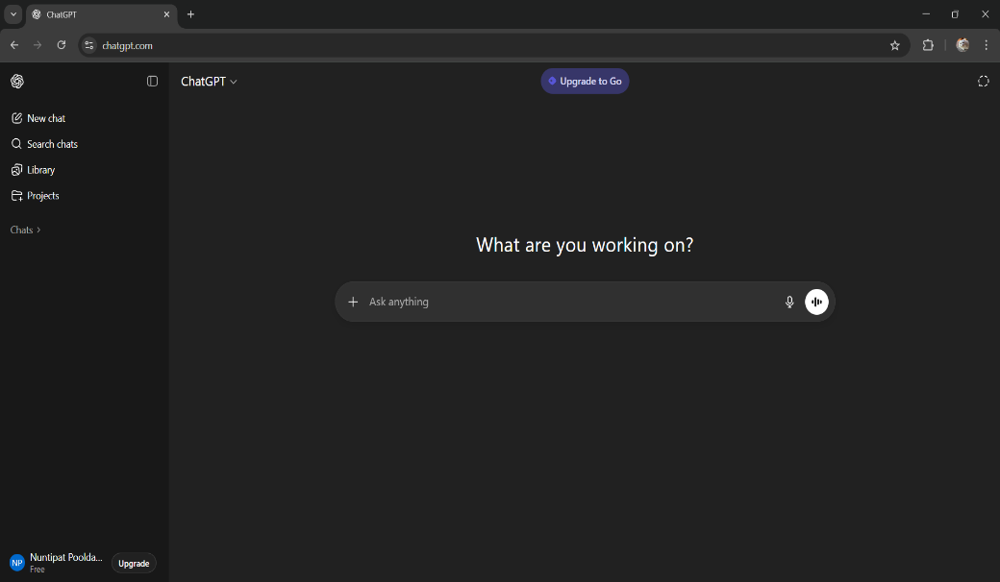 ChatGPT
chatgpt.com
ChatGPT
Upgrade to Go
New chat
Search chats
Library
Projects
Chats
What are you working on?
Ask anything
NP
Nuntipat Poolda...
Free
Upgrade